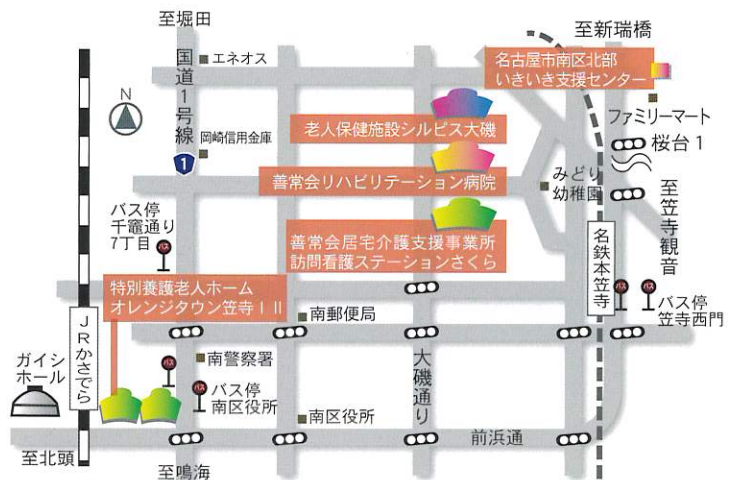 至堀田
至新瑞橋
国道1号線
エネオス
名古屋市南区北部
いきいき支援センター
N
ファミリーマート
老人保健施設シルピス大磯
岡崎信用金庫
桜台1
1
善常会リハビリテーション病院
みどり
幼稚園
至笠寺観音
バス停
千竈通り
7丁目
バス
善常会居宅介護支援事業所
訪問看護ステーションさくら
名鉄本笠寺
特別養護老人ホーム
オレンジタウン笠寺ⅠⅡ
バス
バス
バス停
笠寺西門
南郵便局
JRかさでら
ガイシ
ホール
南警察署
バス
バス
バス停
南区役所
大磯通り
南区役所
前浜通
至北頭
至鳴海